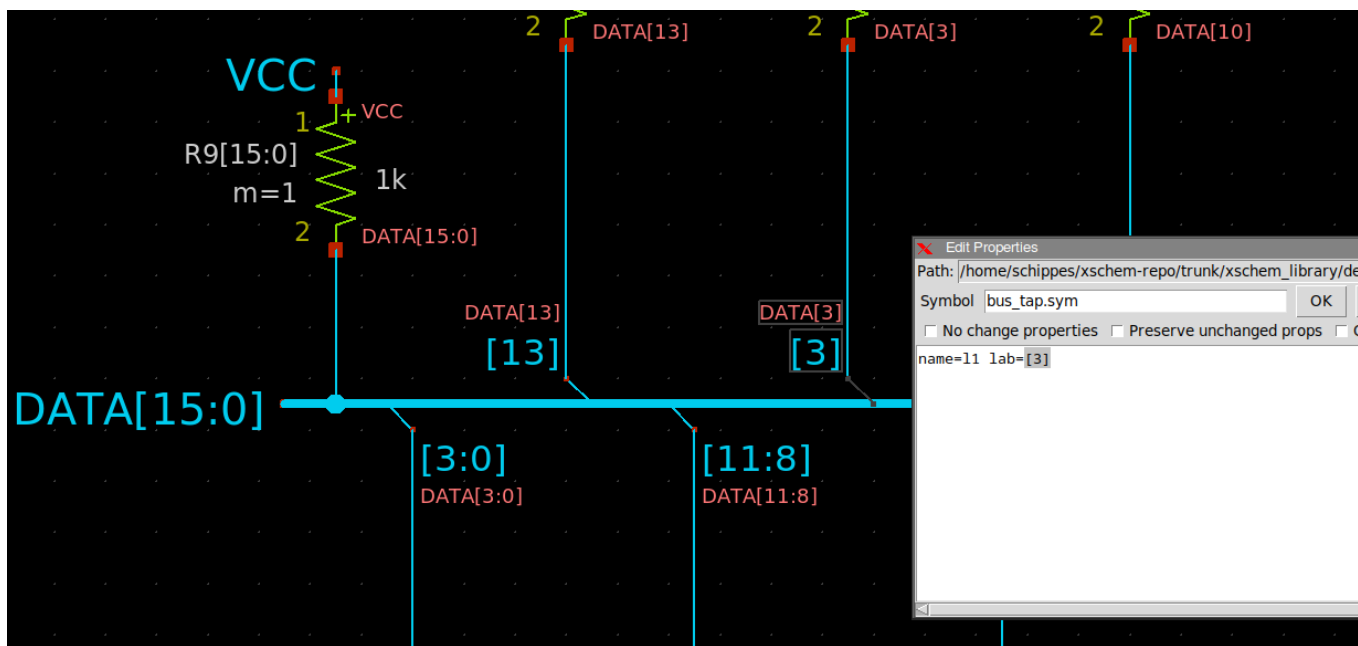 2 DATA[13]
2 DATA[3]
2 DATA[10]
VCC
+ VCC
1
R9[15:0]
1k
m=1
2
DATA[15:0]
DATA[13]
[13]
DATA[3]
[3]
DATA[15:0]
[3:0]
DATA[3:0]
[11:8]
DATA[11:8]
Edit Properties
Path: /home/schippes/xschem-repo/trunk/xschem_library/de
Symbol bus_tap.sym OK
No change properties Preserve unchanged props
name=l1 lab=[3]